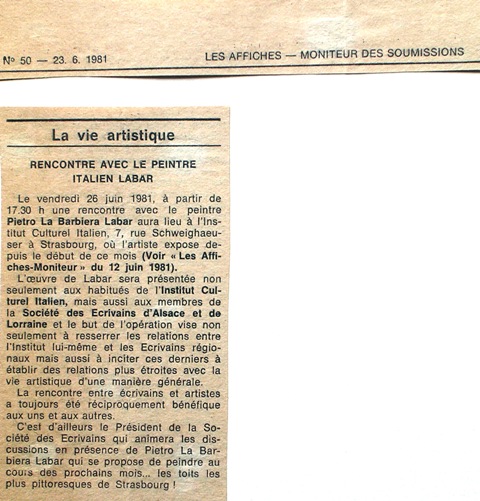 N° 50 — 23. 6. 1981
LES AFFICHES — MONITEUR DES SOUMISSIONS
La vie artistique
RENCONTRE AVEC LE PEINTRE
ITALIEN LABAR
Le vendredi 26 juin 1981, à partir de
17.30 h une rencontre avec le peintre
Pietro La Barbiera Labar aura lieu à l'Ins-
titut Culturel Italien, 7, rue Schweighaeu-
ser à Strasbourg, où l'artiste expose de-
puis le début de ce mois (Voir « Les Affi-
ches-Moniteur » du 12 juin 1981).
L'œuvre de Labar sera présentée non
seulement aux habitués de l'Institut Cul-
turel Italien, mais aussi aux membres de
la Société des Ecrivains d'Alsace et de
Lorraine et le but de l'opération vise non
seulement à resserrer les relations entre
l'Institut lui-même et les Ecrivains régio-
naux mais aussi à inciter ces derniers à
établir des relations plus étroites avec la
vie artistique d'une manière générale.
La rencontre entre écrivains et artistes
a toujours été réciproquement bénéfique
aux uns et aux autres.
C'est d'ailleurs le Président de la So-
ciété des Ecrivains qui animera les dis-
cussions en présence de Pietro La Bar-
biera Labar qui se propose de peindre au
cours des prochains mois... les toits les
plus pittoresques de Strasbourg !